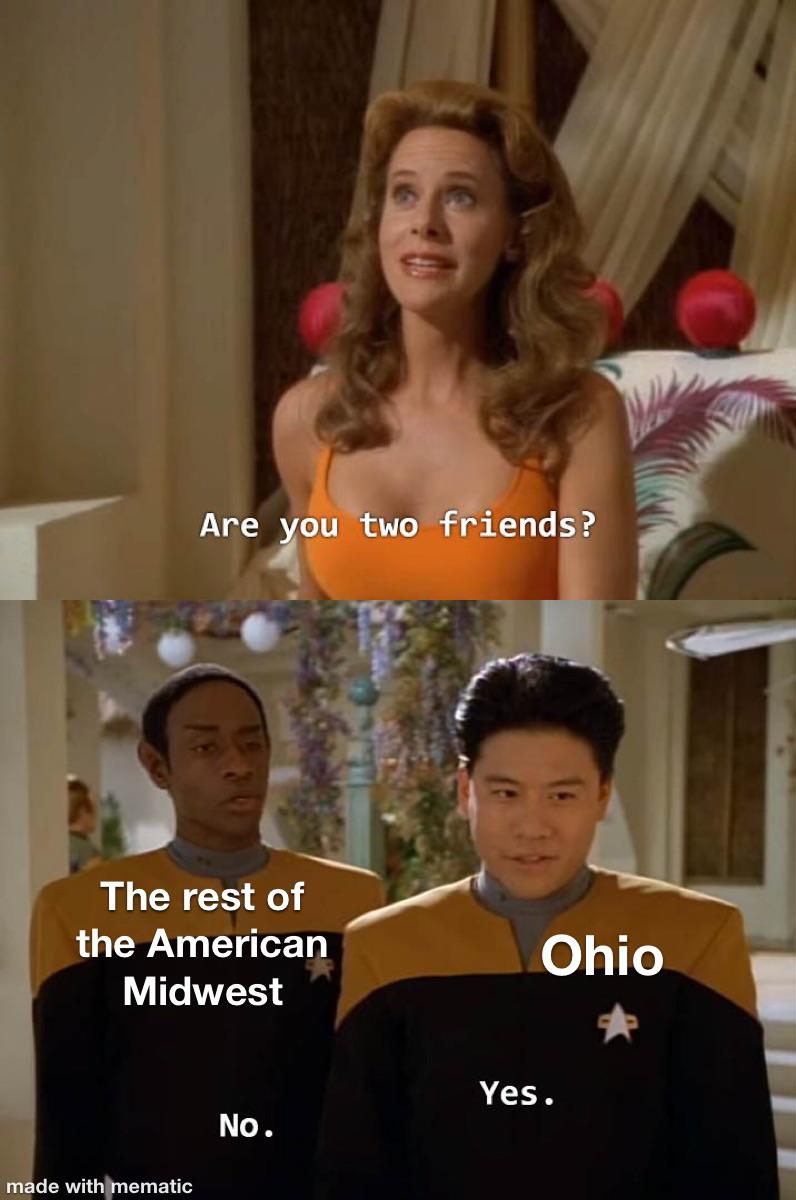 Are you two friends?
The rest of
the American
Midwest
Ohio
Yes.
No.
made with mematic